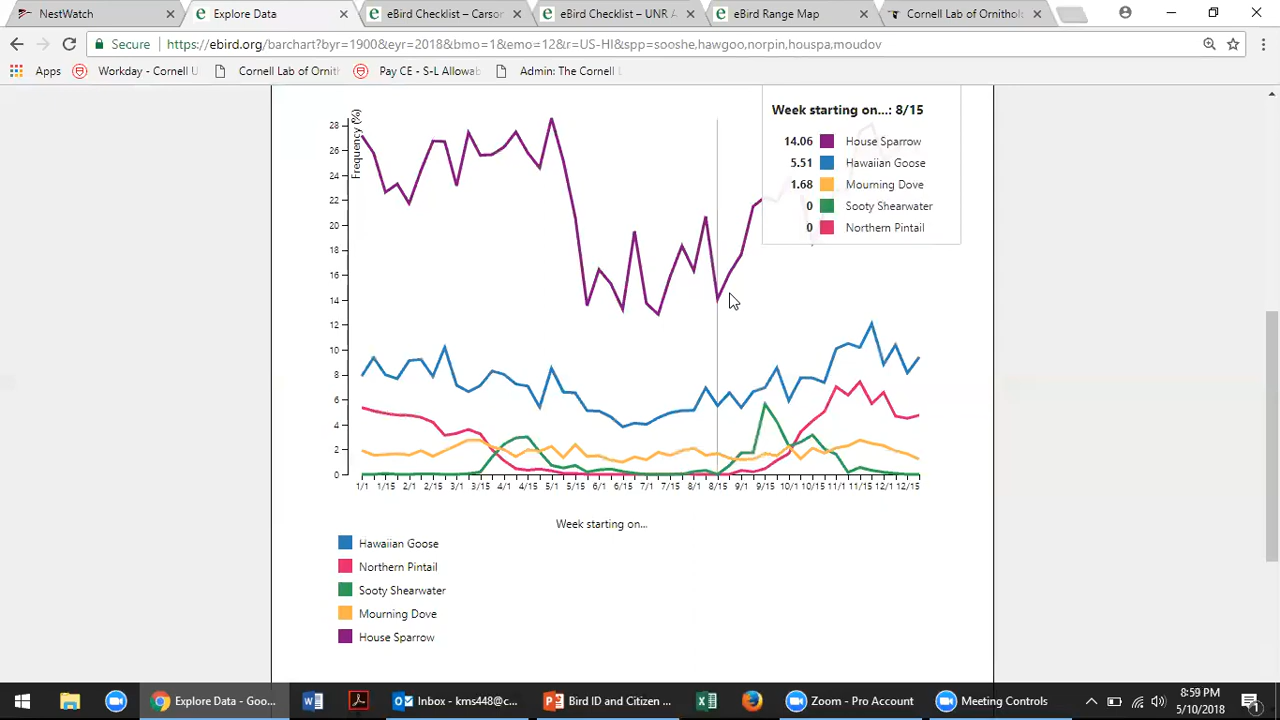 NestWatch
Explore Data
eBird Checklist – Carson
eBird Checklist – UNR A
eBird Range Map
Cornell Lab of Ornithol
Secure
https://ebird.org/barchart?byr=1900&eyr=2018&bmo=1&emo=12&r=US-HI&spp=sooshe,hawgoo,norpin,houspa,moudov
Apps
Workday - Cornell U
Cornell Lab of Ornith
Pay CE - S-L Allowab
Admin: The Cornell L
Week starting on...: 8/15
14.06 House Sparrow
5.51 Hawaiian Goose
1.68 Mourning Dove
0 Sooty Shearwater
0 Northern Pintail
Frequency (%)
28
26
24
22
20
18
16
14
12
10
8
6
4
2
0
1/1 1/15 2/1 2/15 3/1 3/15 4/1 4/15 5/1 5/15 6/1 6/15 7/1 7/15 8/1 8/15 9/1 9/15 10/1 10/15 11/1 11/15 12/1 12/15
Week starting on...
Hawaiian Goose
Northern Pintail
Sooty Shearwater
Mourning Dove
House Sparrow
Explore Data - Goo...
Inbox - kms448@c...
Bird ID and Citizen ...
Zoom - Pro Account
Meeting Controls
8:59 PM
5/10/2018